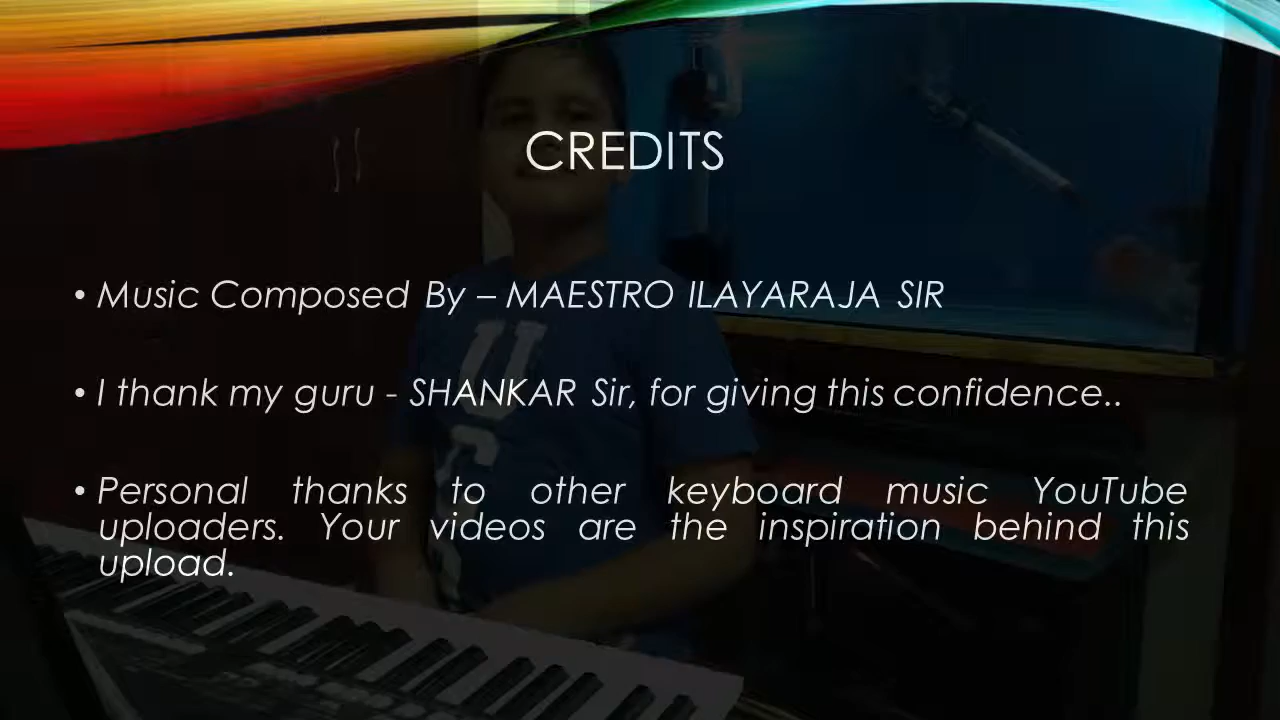 CREDITS
• Music Composed By – MAESTRO ILAYARAJA SIR
• I thank my guru - SHANKAR Sir, for giving this confidence..
• Personal thanks to other keyboard music YouTube
uploaders. Your videos are the inspiration behind this
upload.